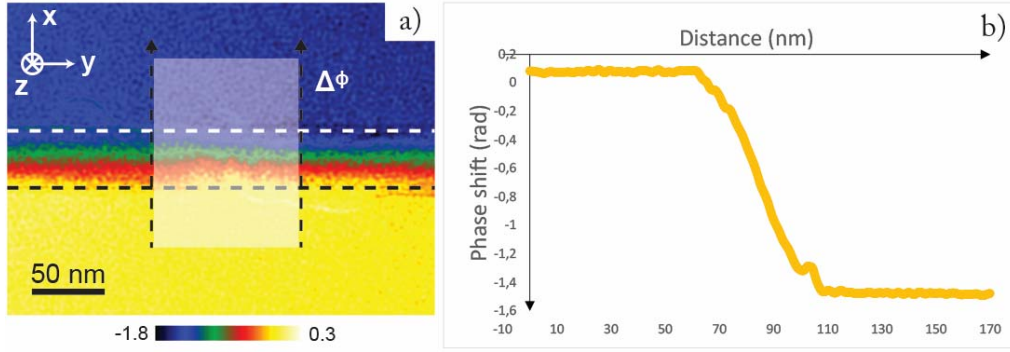 a)
x
y
z
Δϕ
50 nm
-1.8
0.3
b)
Distance (nm)
Phase shift (rad)
0,2
0
-0,2
-0,4
-0,6
-0,8
-1
-1,2
-1,4
-1,6
-10 10 30 50 70 90 110 130 150 170